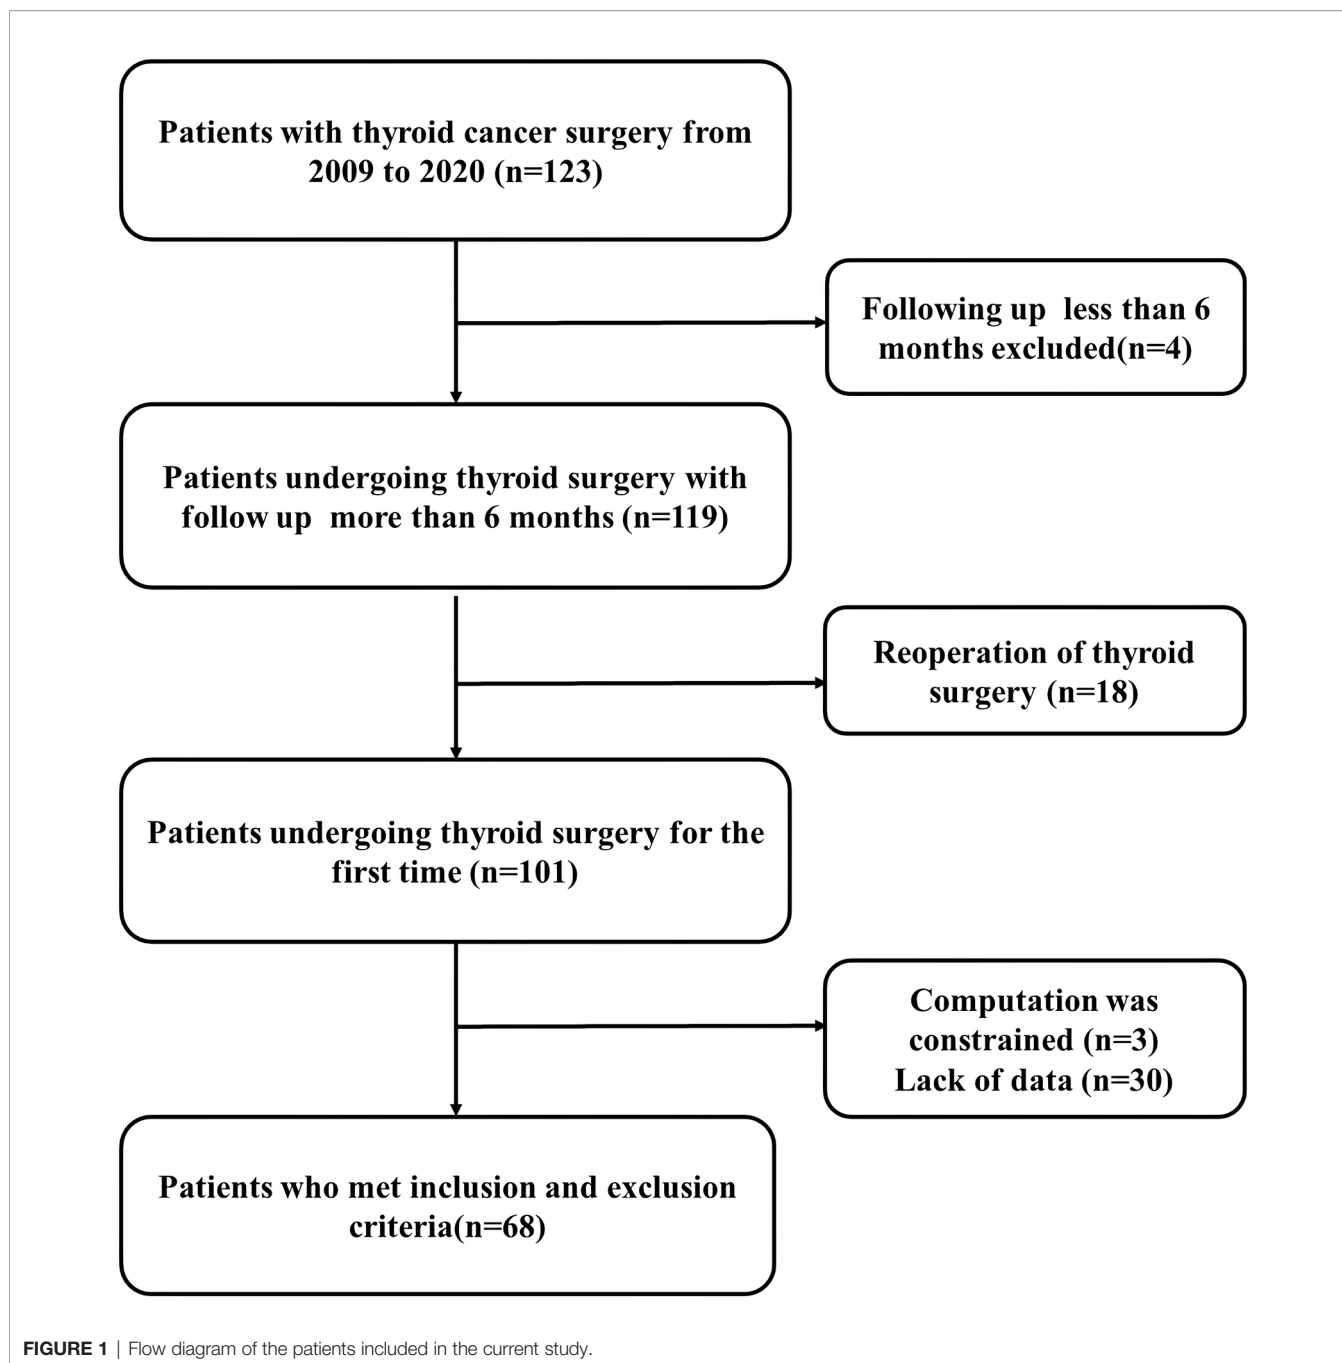 Patients with thyroid cancer surgery from
2009 to 2020 (n=123)
Following up  less than 6
months excluded(n=4)
Patients undergoing thyroid surgery with
follow up  more than 6 months (n=119)
Reoperation of thyroid
surgery (n=18)
Patients undergoing thyroid surgery for the
first time (n=101)
Computation was
constrained (n=3)
Lack of data (n=30)
Patients who met inclusion and exclusion
criteria(n=68)
FIGURE 1 | Flow diagram of the patients included in the current study.